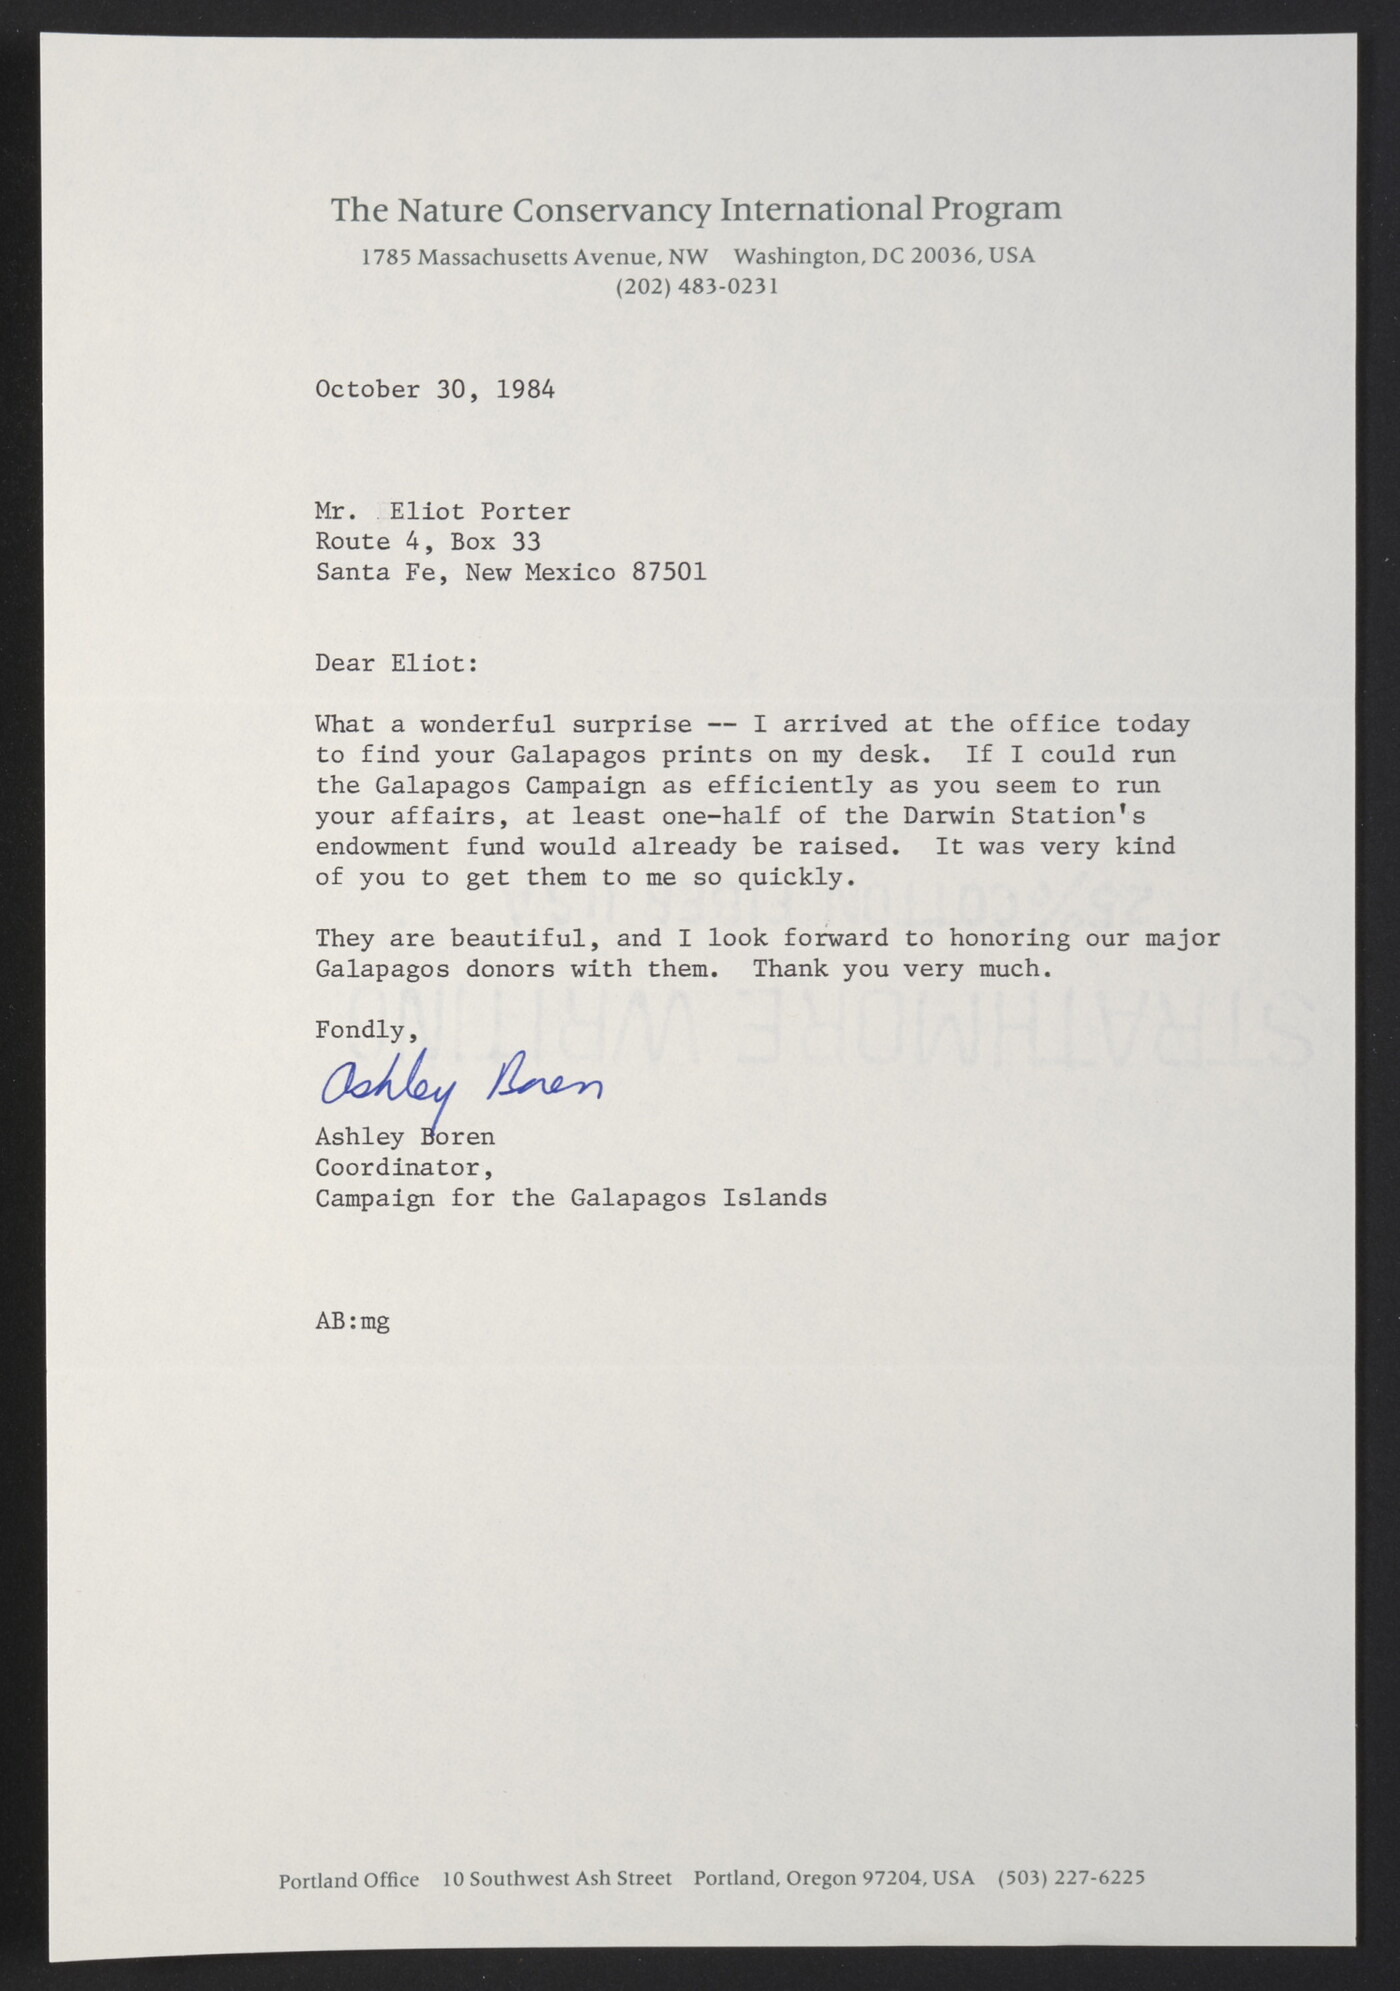 The Nature Conservancy International Program
1785 Massachusetts Avenue, NW Washington, DC 20036, USA
(202) 483-0231
October 30, 1984
Mr. Eliot Porter
Route 4, Box 33
Santa Fe, New Mexico 87501
Dear Eliot:
What a wonderful surprise -- I arrived at the office today
to find your Galapagos prints on my desk. If I could run
the Galapagos Campaign as efficiently as you seem to run
your affairs, at least one-half of the Darwin Station's
endowment fund would already be raised. It was very kind
of you to get them to me so quickly.
25% COTTON FIBER USA
They are beautiful, and I look forward to honoring our major
Galapagos donors with them. Thank you very much.
STRATHMORE WRITING
Fondly,
Ashley Boren
Ashley Boren
Coordinator,
Campaign for the Galapagos Islands
AB:mg
Portland Office 10 Southwest Ash Street Portland, Oregon 97204, USA (503) 227-6225